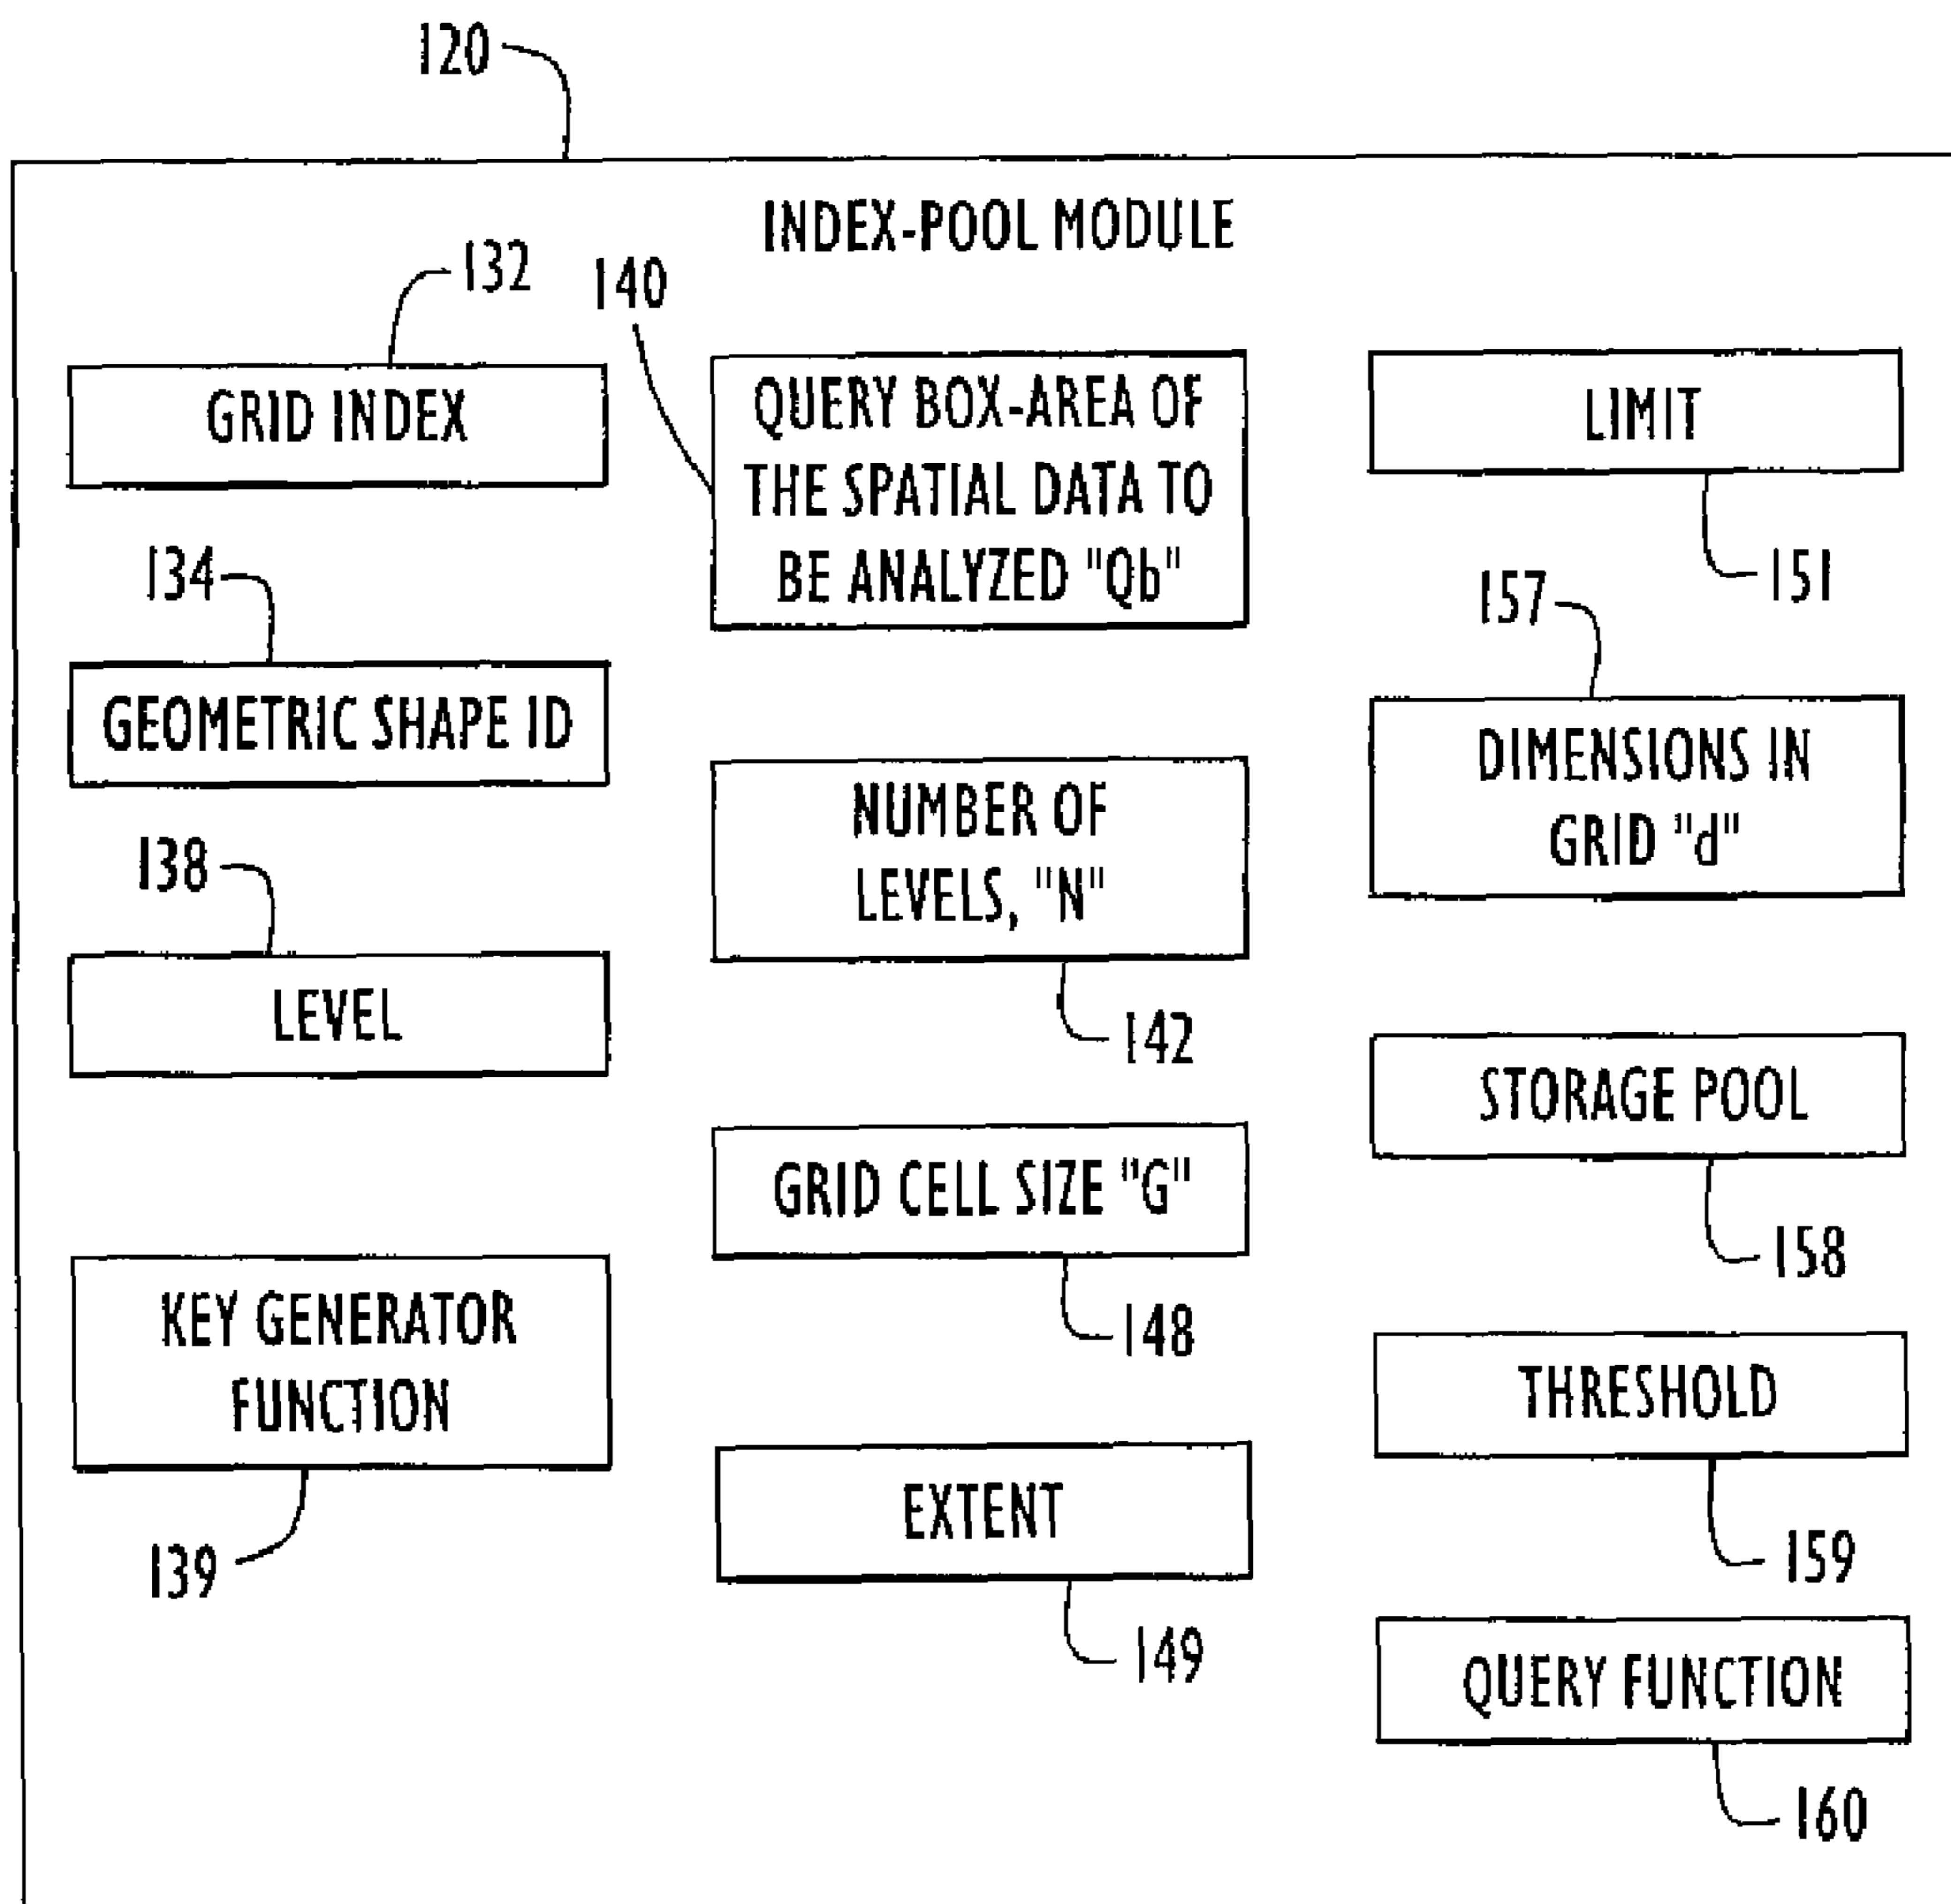 120
INDEX-POOL MODULE
132
GRID INDEX
134
GEOMETRIC SHAPE ID
138
LEVEL
KEY GENERATOR
FUNCTION
139
140
QUERY BOX-AREA OF
THE SPATIAL DATA TO
BE ANALYZED "Qb"
NUMBER OF
LEVELS, "N"
142
GRID CELL SIZE "G"
148
EXTENT
149
LIMIT
151
157
DIMENSIONS IN
GRID "d"
STORAGE POOL
158
THRESHOLD
159
QUERY FUNCTION
160